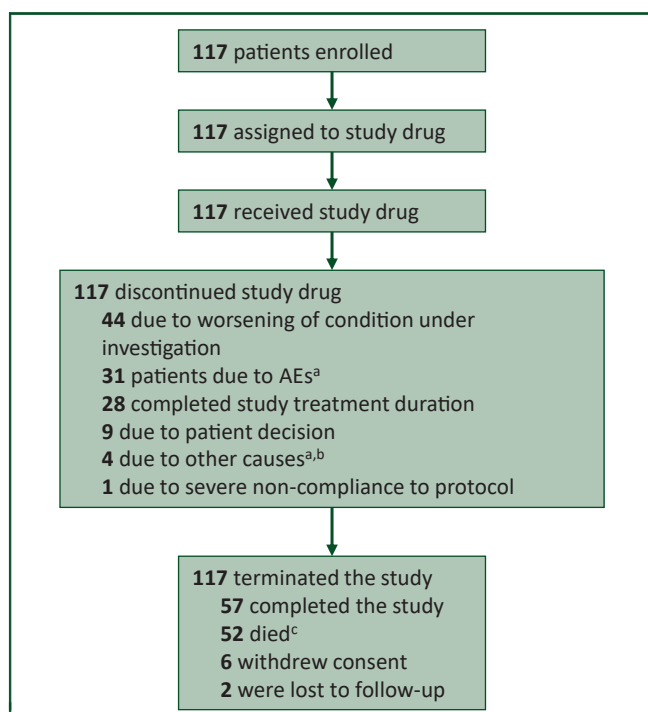 117 patients enrolled
117 assigned to study drug
117 received study drug
117 discontinued study drug
44 due to worsening of condition under
investigation
31 patients due to AEsᵃ
28 completed study treatment duration
9 due to patient decision
4 due to other causesᵃ,ᵇ
1 due to severe non-compliance to protocol
117 terminated the study
57 completed the study
52 diedᶜ
6 withdrew consent
2 were lost to follow-up